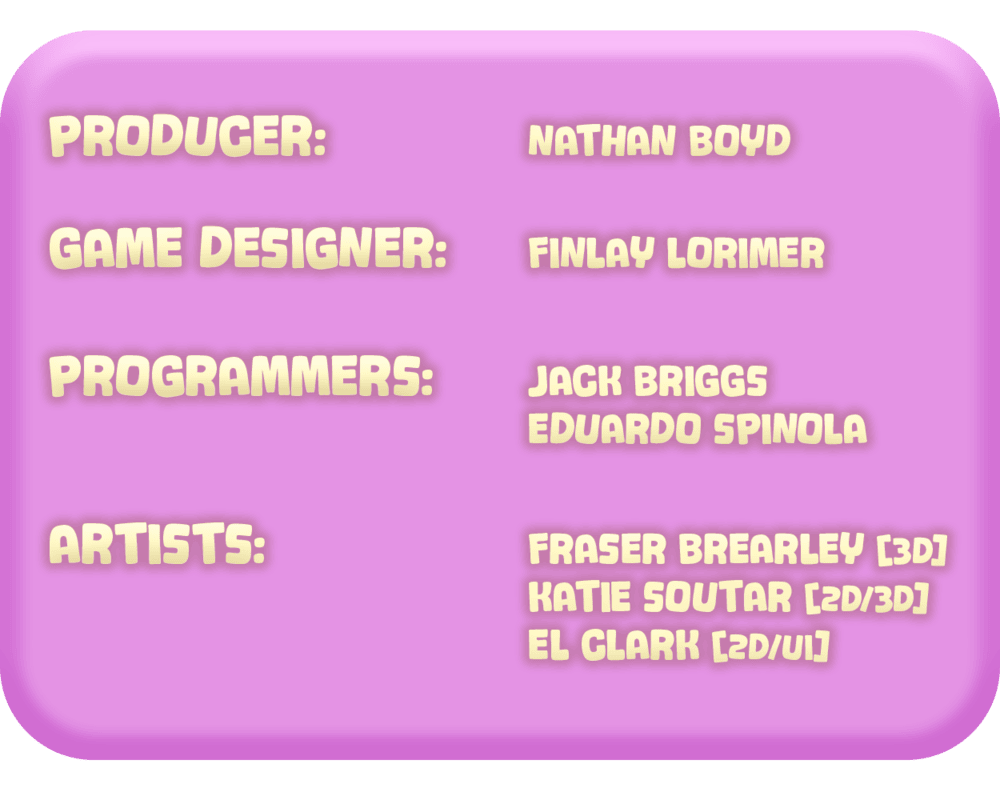 PRODUCER: NATHAN BOYD
GAME DESIGNER: FINLAY LORIMER
PROGRAMMERS: JACK BRIGGS
EDUARDO SPINOLA
ARTISTS: FRASER BREARLEY [3D]
KATIE SOUTAR [2D/3D]
EL CLARK [2D/UI]